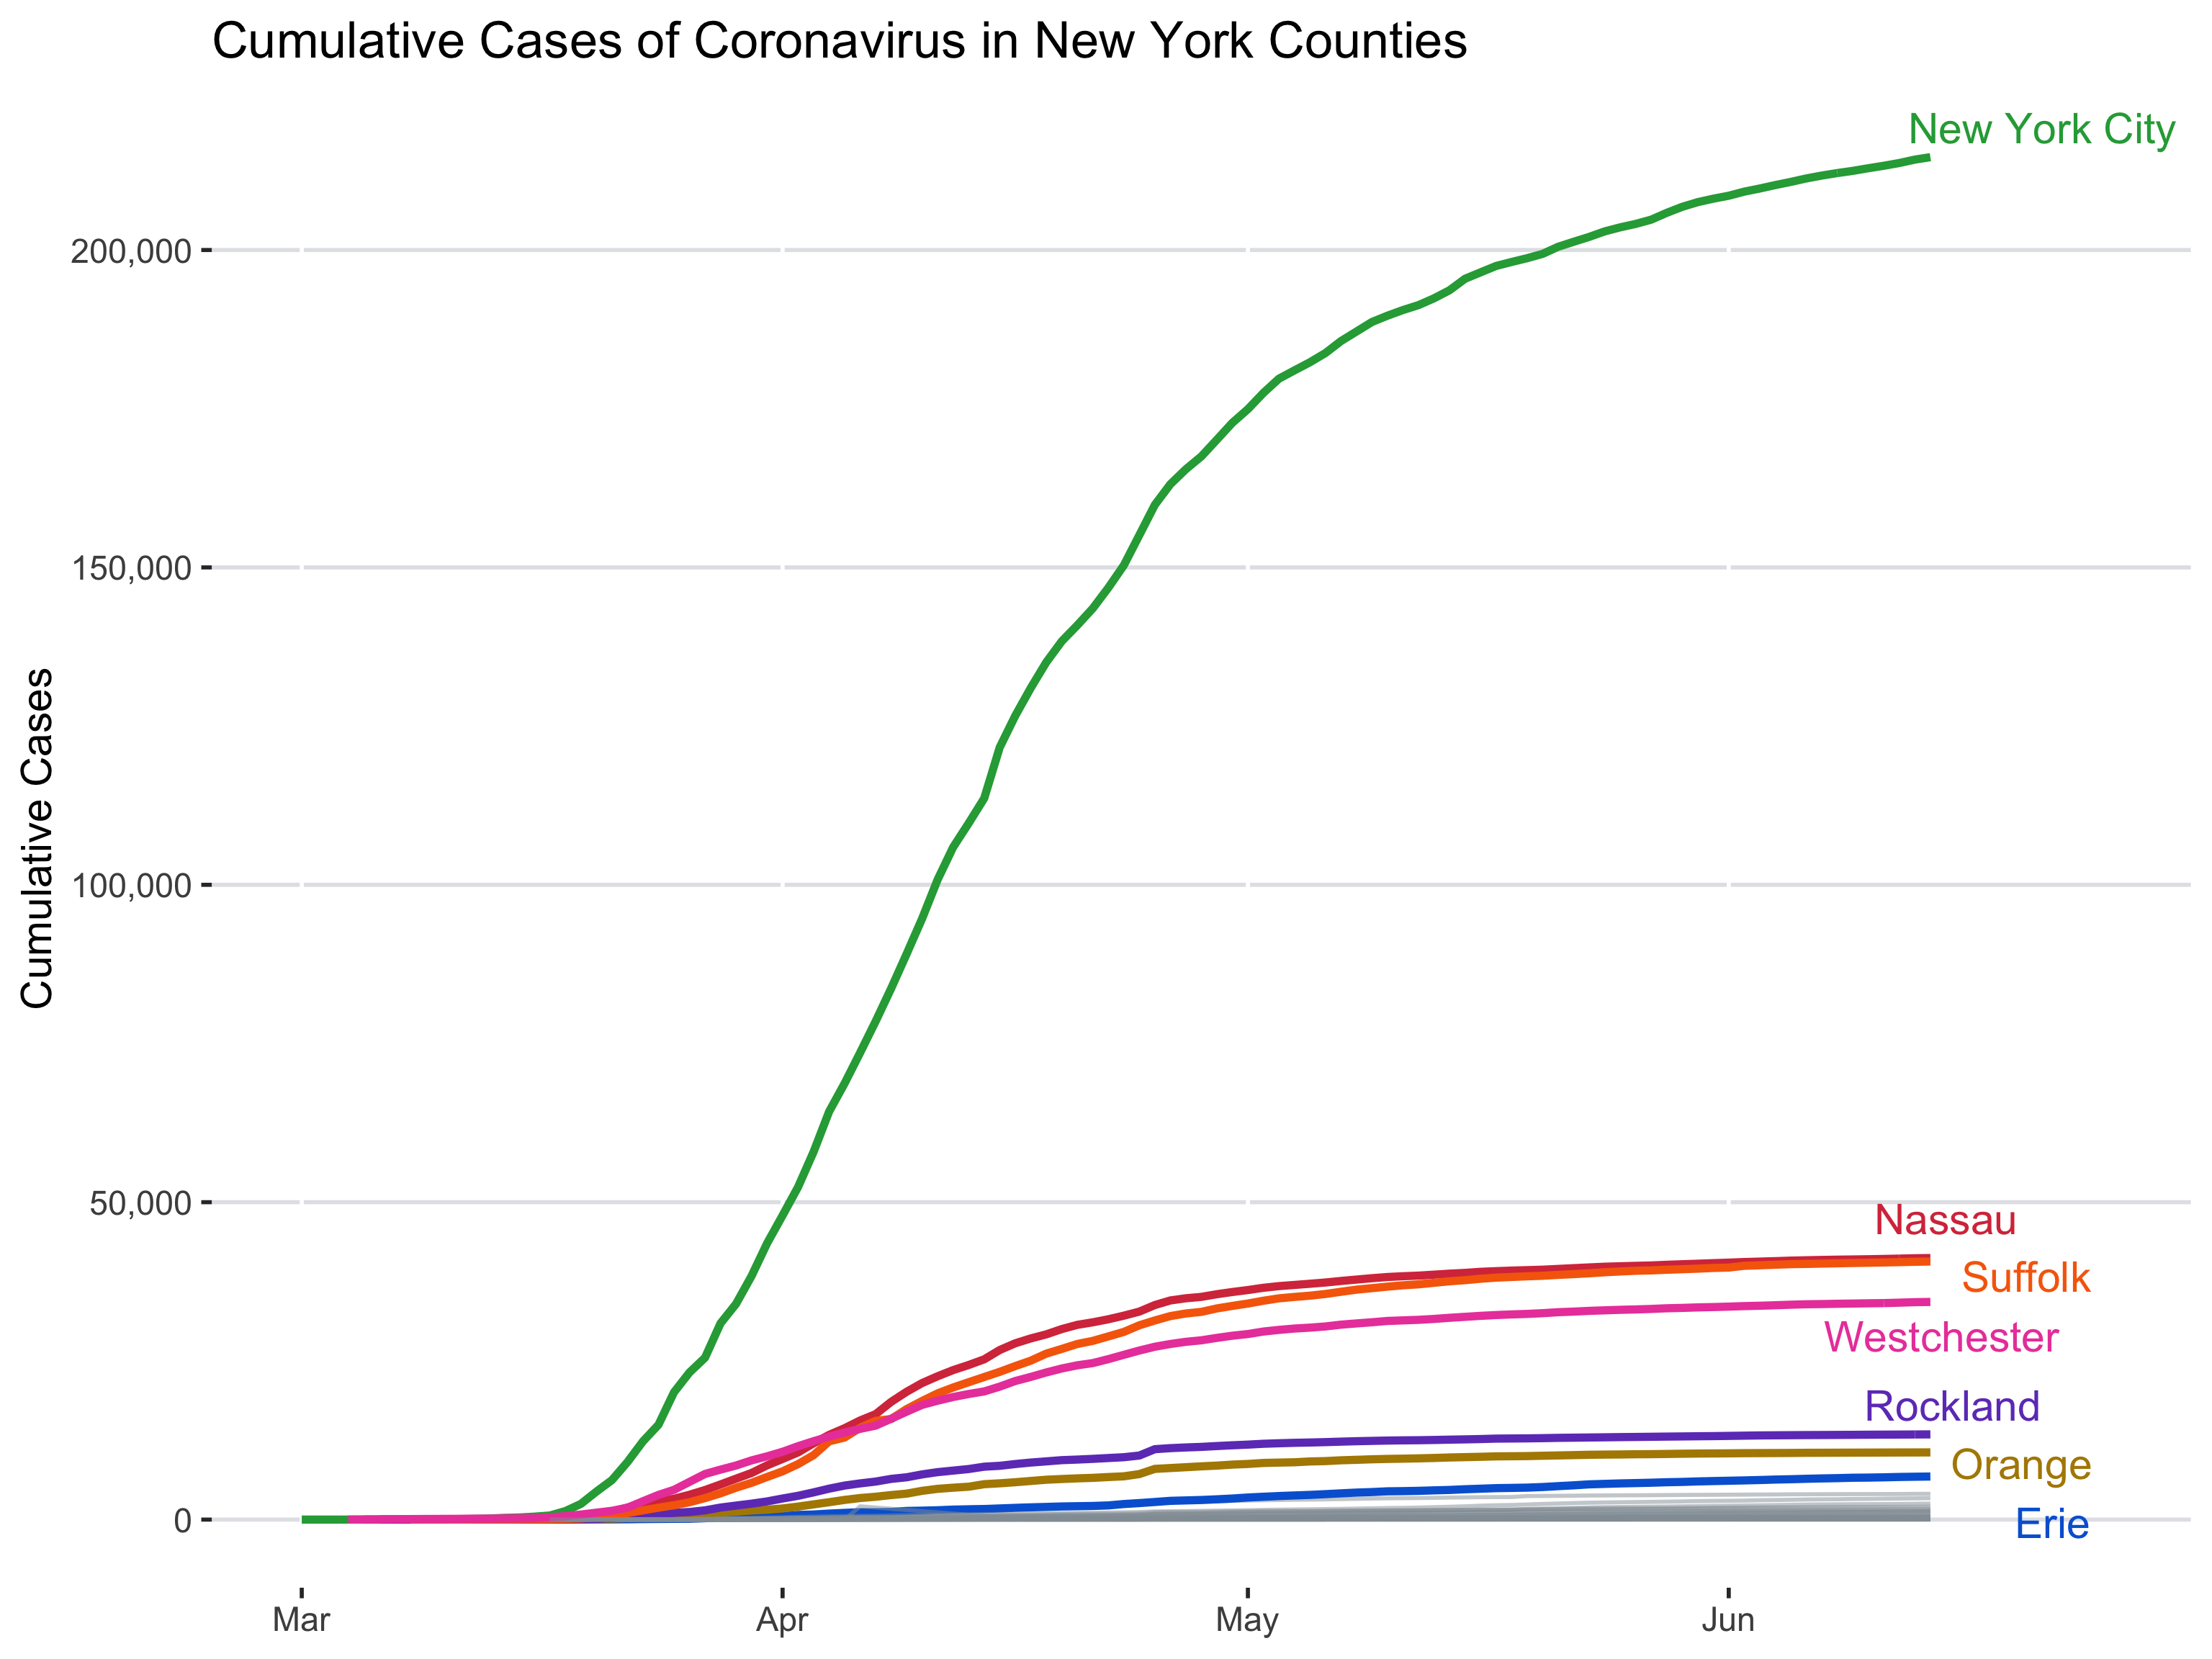 Cumulative Cases of Coronavirus in New York Counties
New York City
200,000
150,000
100,000
Cumulative Cases
50,000
Nassau
Suffolk
Westchester
Rockland
Orange
0
Erie
Mar Apr May Jun